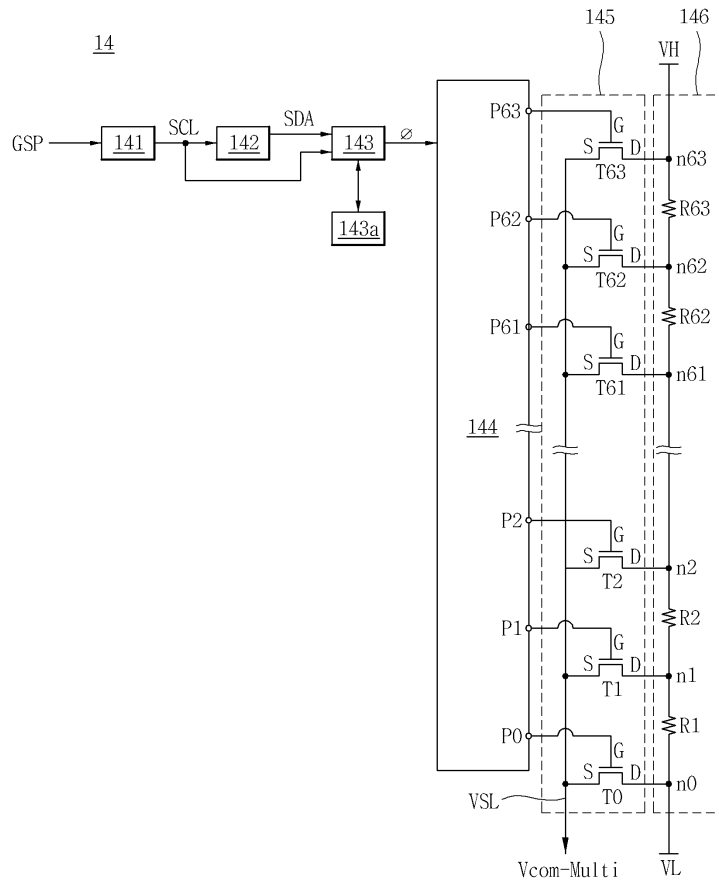 145
146
14
VH
P63
G
S
D
T63
n63
GSP
141
SCL
142
SDA
143
ø
143a
R63
P62
G
S
D
T62
n62
R62
P61
G
S
D
T61
n61
144
P2
G
S
D
T2
n2
R2
P1
G
S
D
T1
n1
R1
P0
G
S
D
T0
n0
VSL
Vcom-Multi
VL